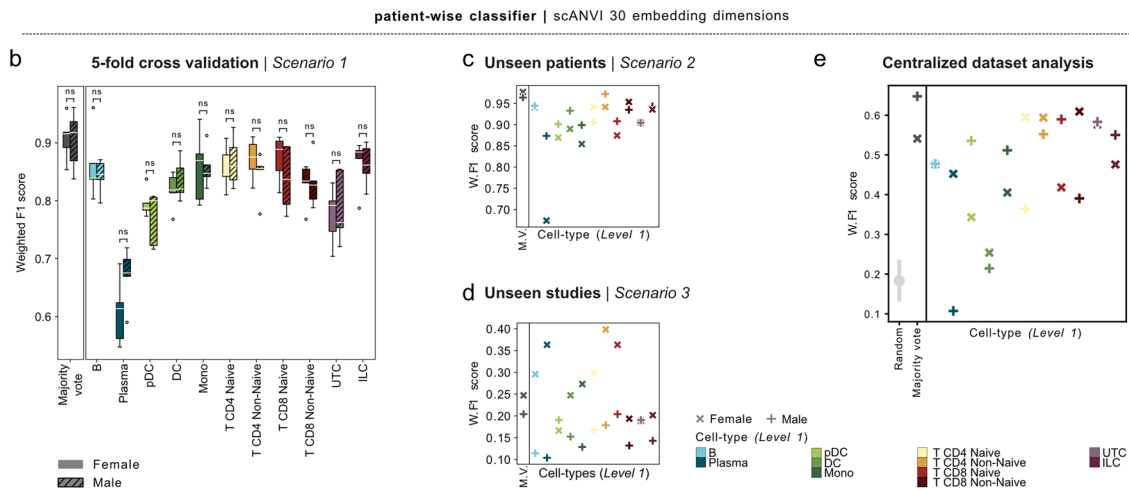 patient-wise classifier | scANVI 30 embedding dimensions
b
5-fold cross validation | Scenario 1
Weighted F1 score
0.9
0.8
0.7
0.6
ns
ns
ns
ns
ns
ns
ns
ns
ns
ns
ns
ns
Majority vote
B
Plasma
pDC
DC
Mono
T CD4 Naive
T CD4 Non-Naive
T CD8 Naive
T CD8 Non-Naive
UTC
ILC
Female
Male
c
Unseen patients | Scenario 2
W.F1 score
0.95
0.90
0.85
0.80
0.75
0.70
M.V.
Cell-type (Level 1)
d
Unseen studies | Scenario 3
W.F1 score
0.40
0.35
0.30
0.25
0.20
0.15
0.10
M.V.
Cell-types (Level 1)
e
Centralized dataset analysis
W.F1 score
0.6
0.5
0.4
0.3
0.2
0.1
Random
Majority vote
Cell-type (Level 1)
Female
Male
Cell-type (Level 1)
B
Plasma
pDC
DC
Mono
T CD4 Naive
T CD4 Non-Naive
T CD8 Naive
T CD8 Non-Naive
UTC
ILC